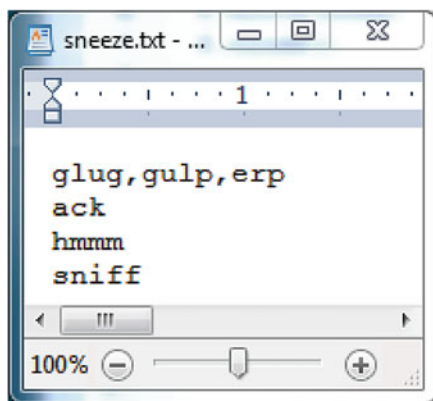 sneeze.txt - ...
1
glug,gulp,erp
ack
hmmm
sniff
100%